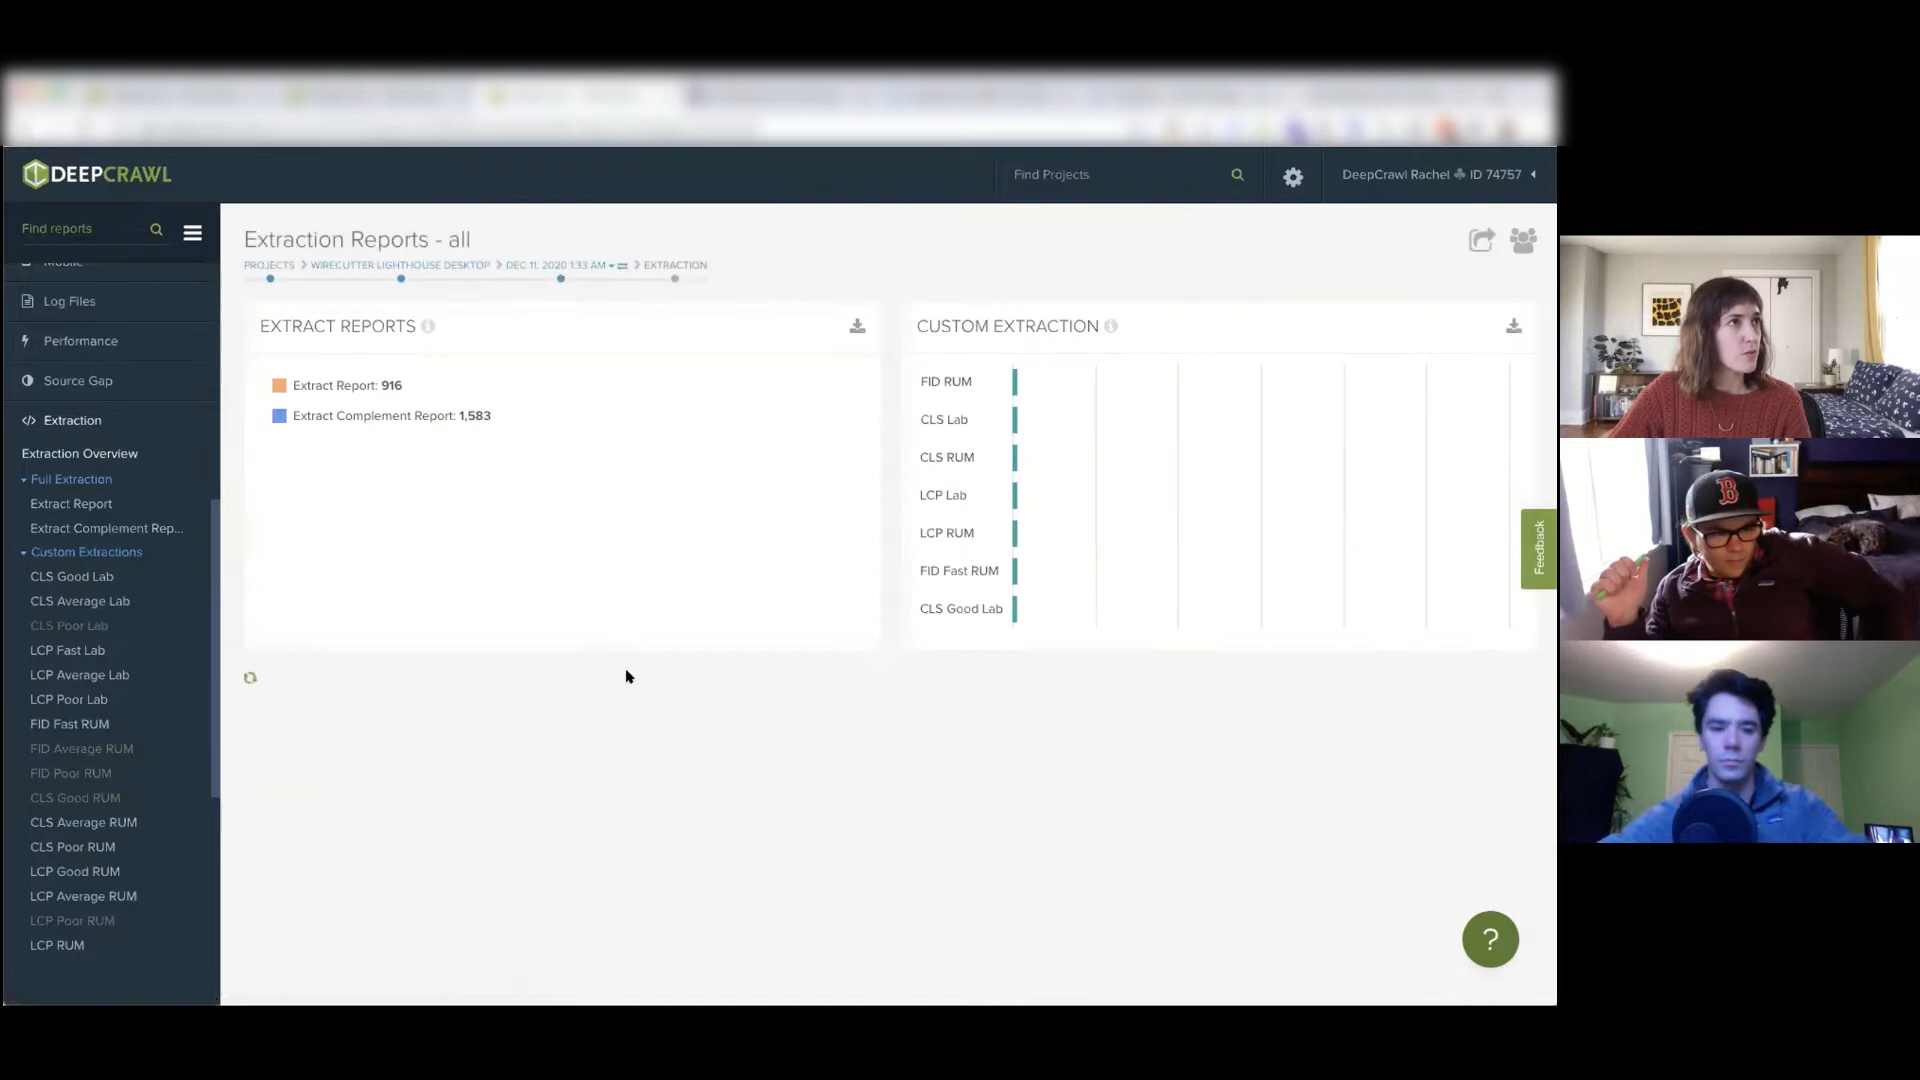 DEEPCRAWL
Find Projects
DeepCrawl Rachel ♣ ID 74757
Find reports
Mobile
Log Files
Performance
Source Gap
Extraction
Extraction Overview
Full Extraction
Extract Report
Extract Complement Rep...
Custom Extractions
CLS Good Lab
CLS Average Lab
CLS Poor Lab
LCP Fast Lab
LCP Average Lab
LCP Poor Lab
FID Fast RUM
FID Average RUM
FID Poor RUM
CLS Good RUM
CLS Average RUM
CLS Poor RUM
LCP Good RUM
LCP Average RUM
LCP Poor RUM
LCP RUM
Extraction Reports - all
PROJECTS > WIRECUTTER LIGHTHOUSE DESKTOP > DEC 11, 2020 1:33 AM > EXTRACTION
EXTRACT REPORTS
Extract Report: 916
Extract Complement Report: 1,583
CUSTOM EXTRACTION
FID RUM
CLS Lab
CLS RUM
LCP Lab
LCP RUM
FID Fast RUM
CLS Good Lab
Feedback
?
B